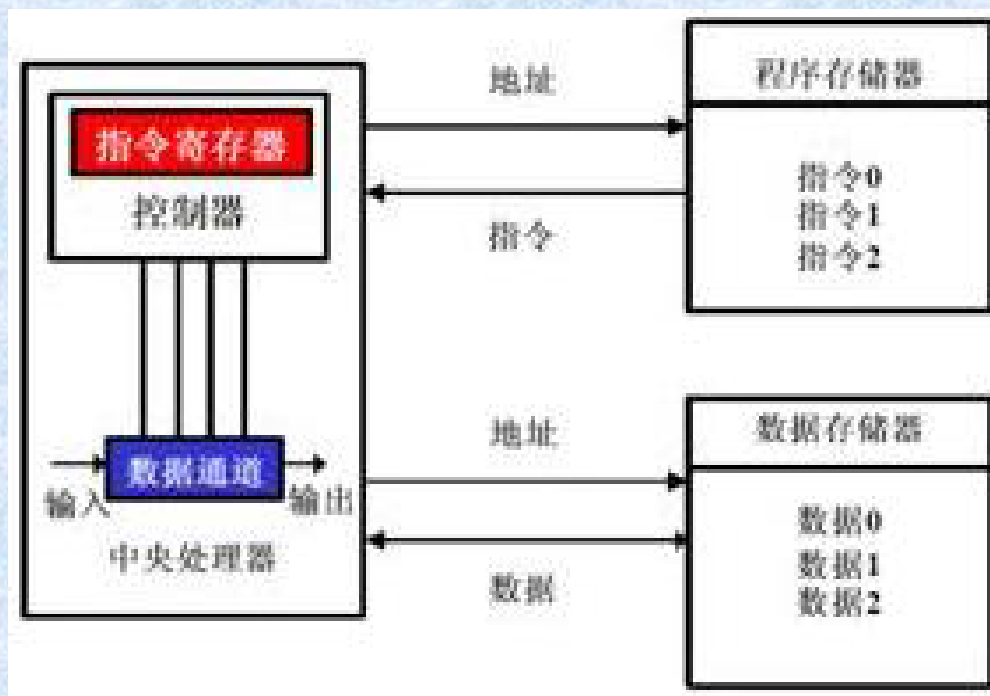 指令寄存器
控制器
数据通道
输入
输出
中央处理器
地址
指令
程序存储器
指令0
指令1
指令2
地址
数据
数据存储器
数据0
数据1
数据2